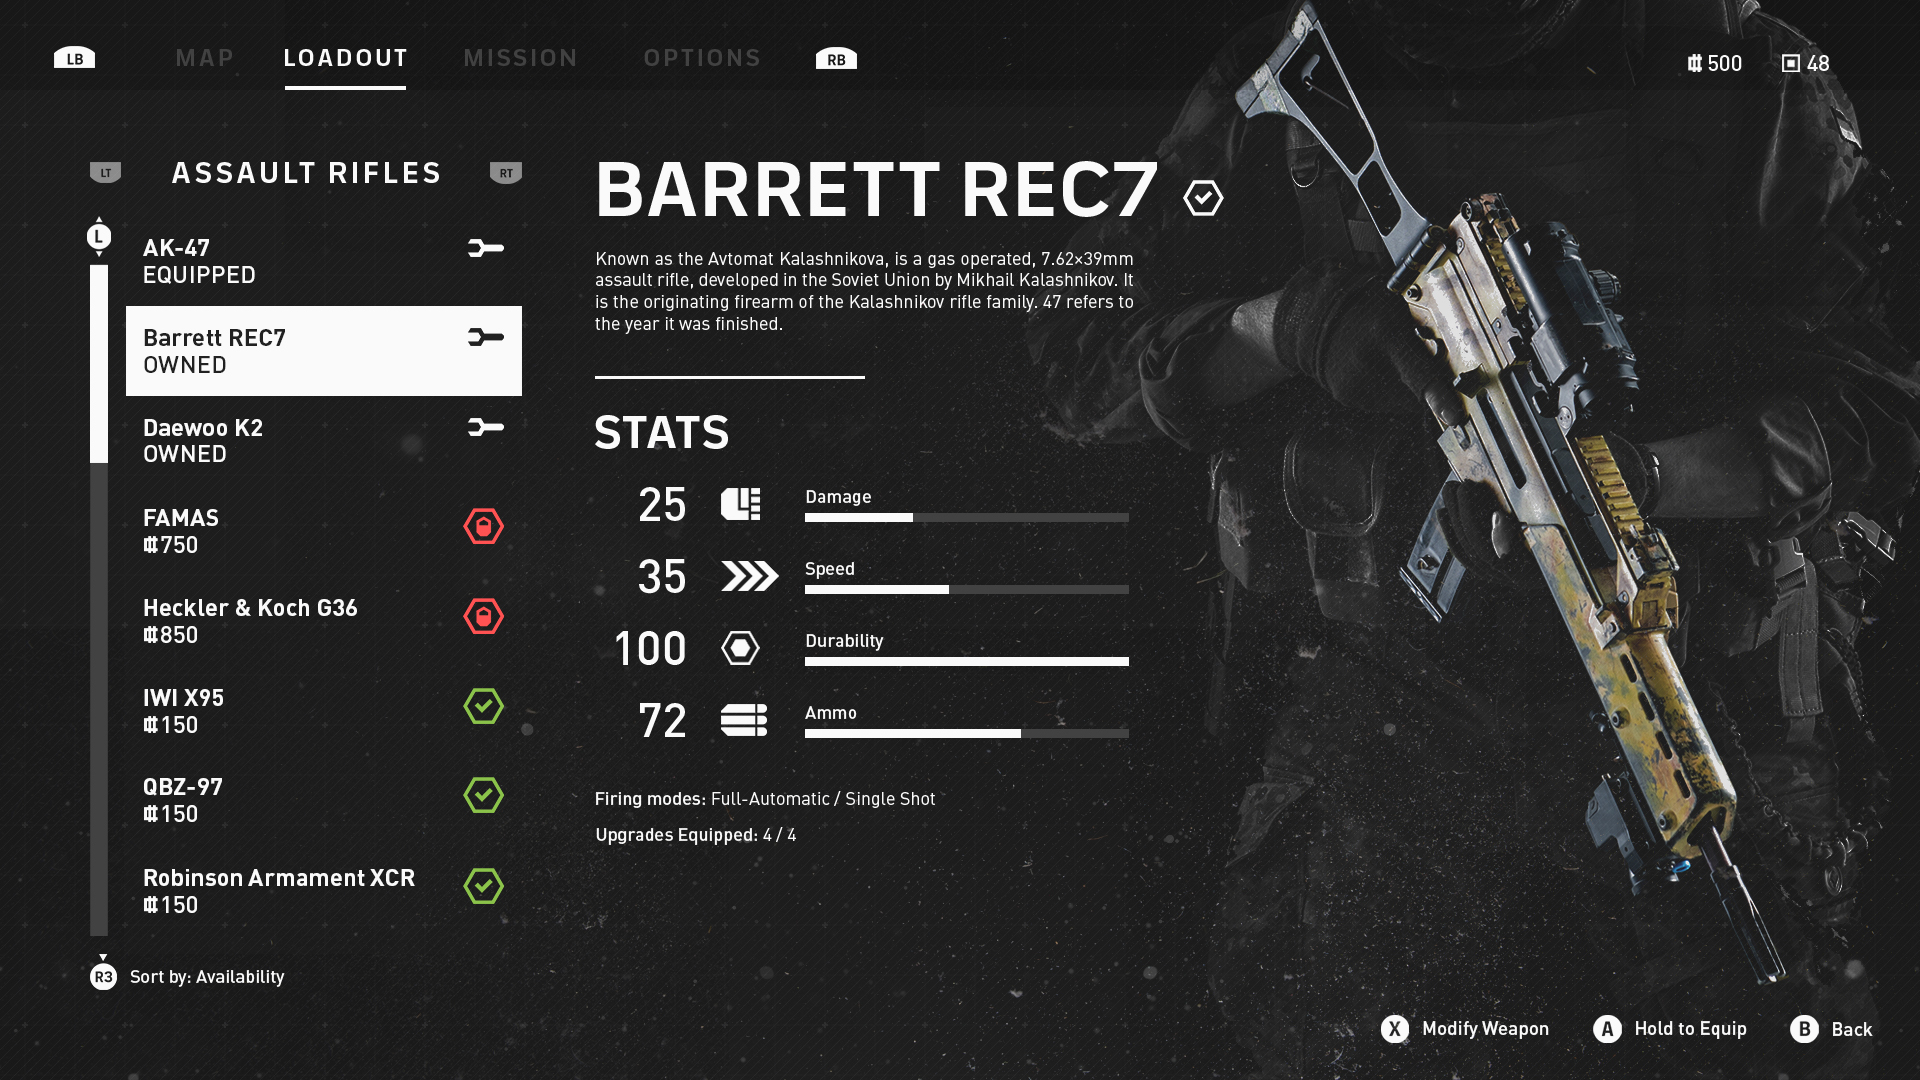 LB MAP LOADOUT MISSION OPTIONS RB 500 48
LT ASSAULT RIFLES RT
L
AK-47
EQUIPPED
Barrett REC7
OWNED
Daewoo K2
OWNED
FAMAS
750
Heckler & Koch G36
850
IWI X95
150
QBZ-97
150
Robinson Armament XCR
150
R3 Sort by: Availability
BARRETT REC7
Known as the Avtomat Kalashnikova, is a gas operated, 7.62×39mm
assault rifle, developed in the Soviet Union by Mikhail Kalashnikov. It
is the originating firearm of the Kalashnikov rifle family. 47 refers to
the year it was finished.
STATS
25 Damage
35 Speed
100 Durability
72 Ammo
Firing modes: Full-Automatic / Single Shot
Upgrades Equipped: 4 / 4
X Modify Weapon A Hold to Equip B Back